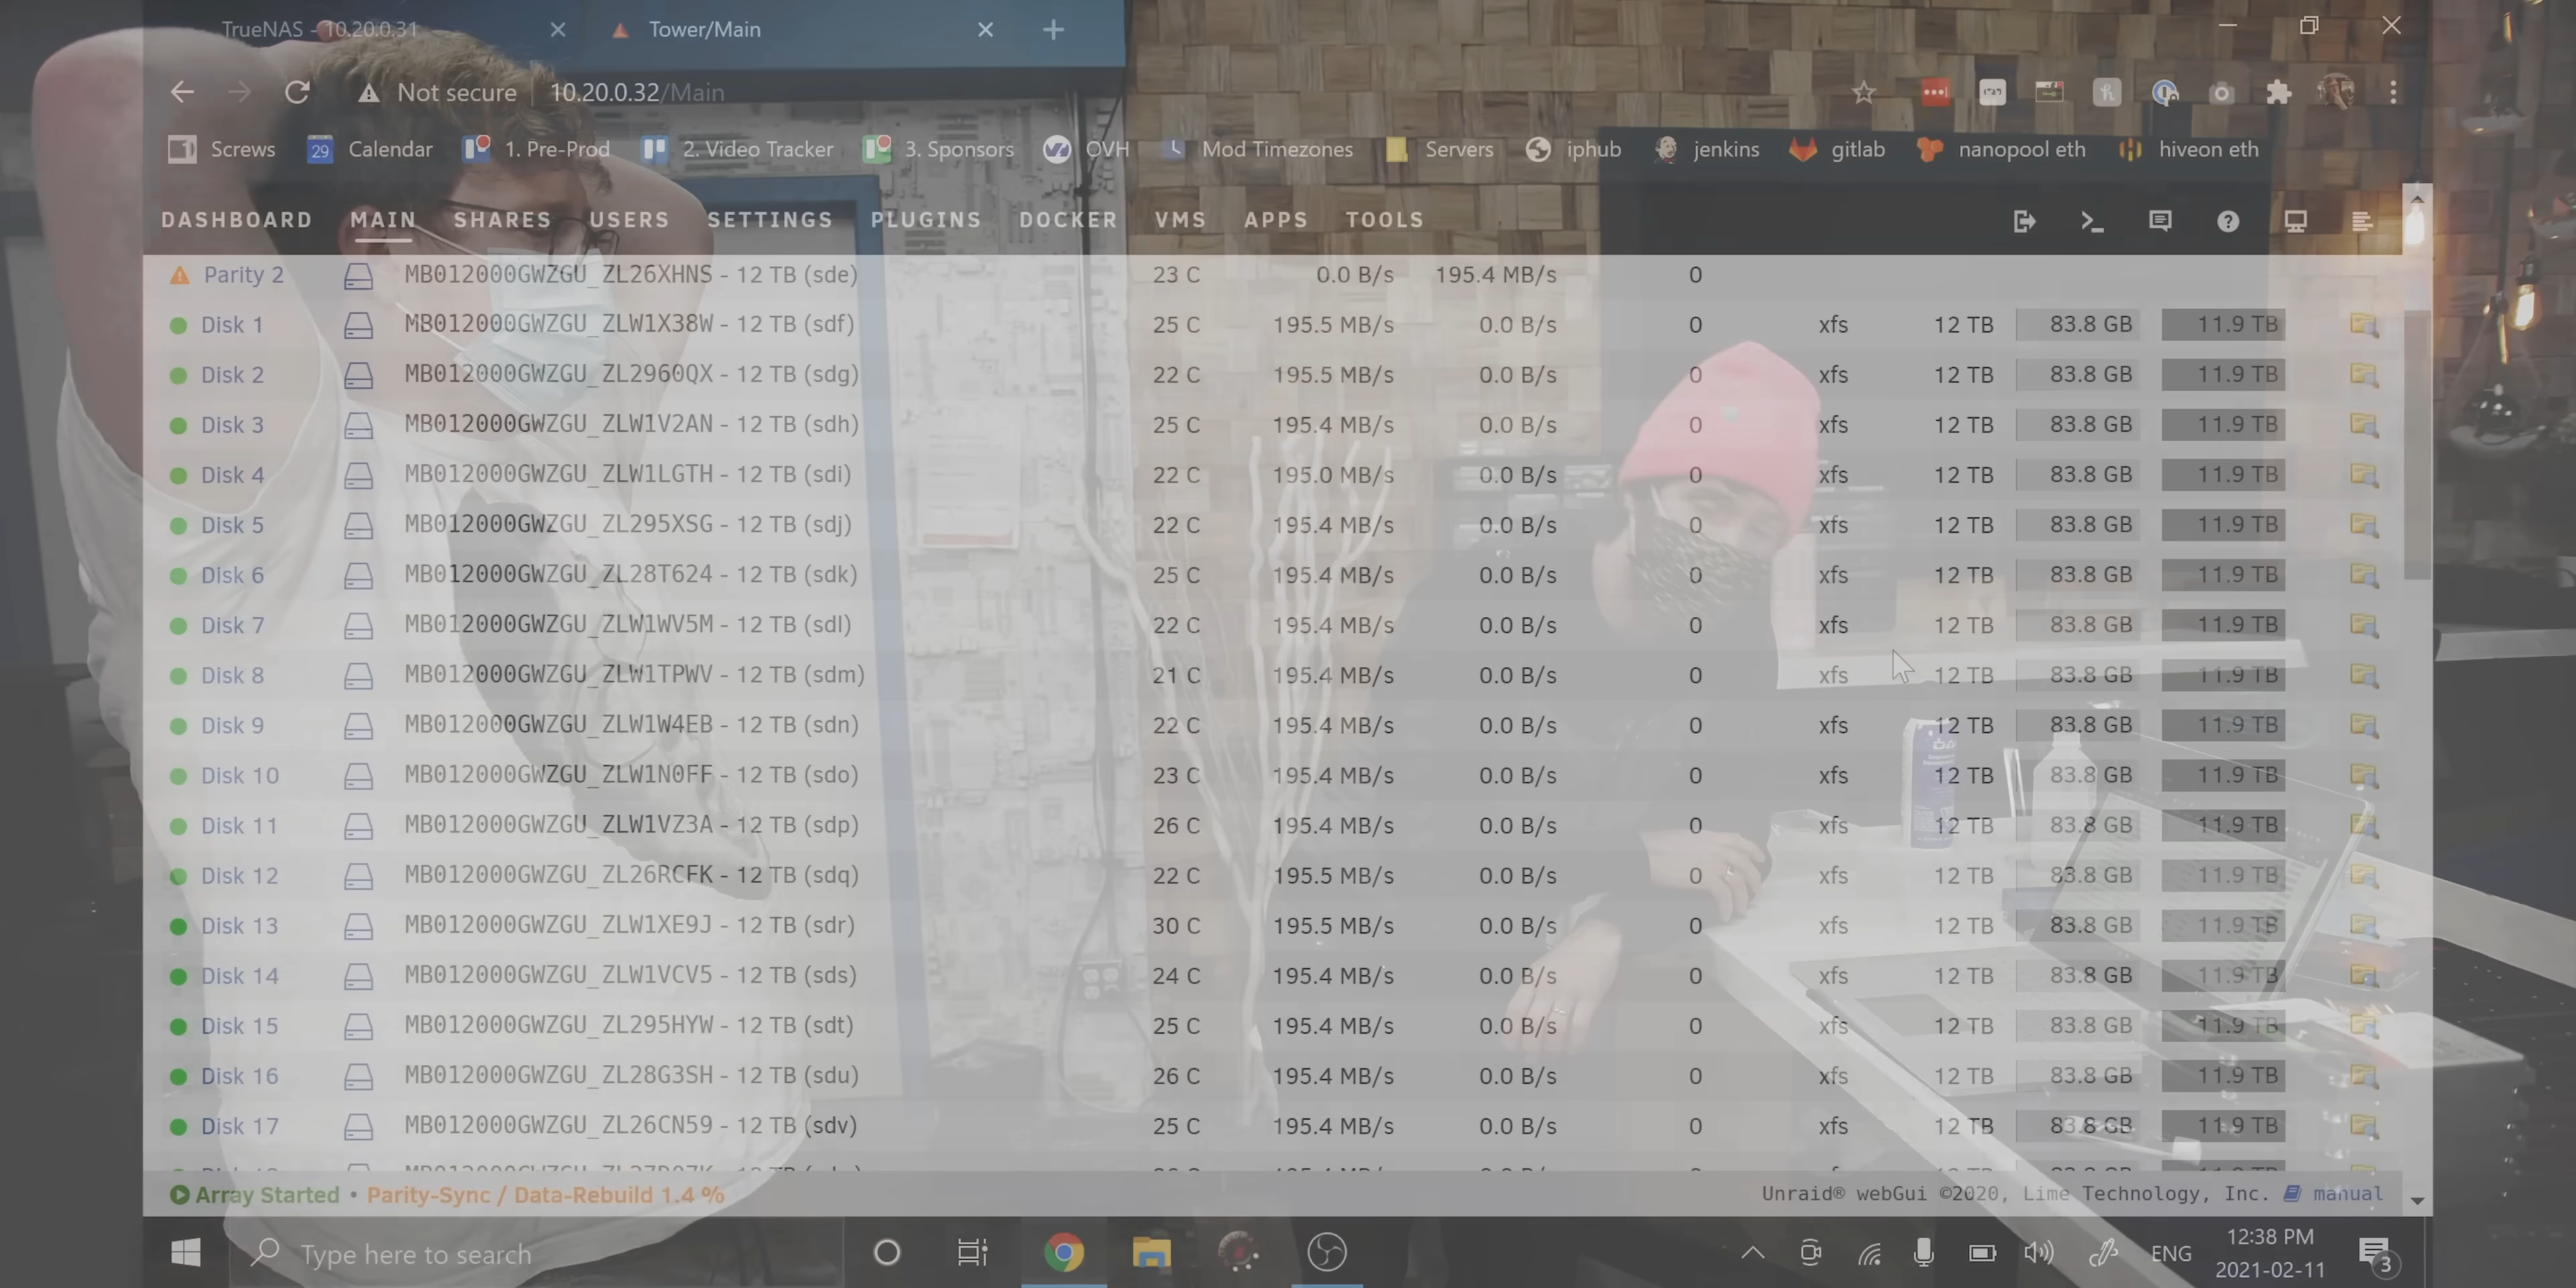 TrueNAS - 10.20.0.31 Tower/Main
Not secure 10.20.0.32/Main
Screws 29 Calendar 1. Pre-Prod 2. Video Tracker 3. Sponsors OVH Mod Timezones Servers iphub jenkins gitlab nanopool eth hiveon eth
DASHBOARD MAIN SHARES USERS SETTINGS PLUGINS DOCKER VMS APPS TOOLS
Parity 2 MB012000GWZGU_ZL26XHNS - 12 TB (sde) 23 C 0.0 B/s 195.4 MB/s 0
Disk 1 MB012000GWZGU_ZLW1X38W - 12 TB (sdf) 25 C 195.5 MB/s 0.0 B/s 0 xfs 12 TB 83.8 GB 11.9 TB
Disk 2 MB012000GWZGU_ZL2960QX - 12 TB (sdg) 22 C 195.5 MB/s 0.0 B/s 0 xfs 12 TB 83.8 GB 11.9 TB
Disk 3 MB012000GWZGU_ZLW1V2AN - 12 TB (sdh) 25 C 195.4 MB/s 0.0 B/s 0 xfs 12 TB 83.8 GB 11.9 TB
Disk 4 MB012000GWZGU_ZLW1LGTH - 12 TB (sdi) 22 C 195.0 MB/s 0.0 B/s 0 xfs 12 TB 83.8 GB 11.9 TB
Disk 5 MB012000GWZGU_ZL295XSG - 12 TB (sdj) 22 C 195.4 MB/s 0.0 B/s 0 xfs 12 TB 83.8 GB 11.9 TB
Disk 6 MB012000GWZGU_ZL28T624 - 12 TB (sdk) 25 C 195.4 MB/s 0.0 B/s 0 xfs 12 TB 83.8 GB 11.9 TB
Disk 7 MB012000GWZGU_ZLW1WV5M - 12 TB (sdl) 22 C 195.4 MB/s 0.0 B/s 0 xfs 12 TB 83.8 GB 11.9 TB
Disk 8 MB012000GWZGU_ZLW1TPWV - 12 TB (sdm) 21 C 195.4 MB/s 0.0 B/s 0 xfs 12 TB 83.8 GB 11.9 TB
Disk 9 MB012000GWZGU_ZLW1W4EB - 12 TB (sdn) 22 C 195.4 MB/s 0.0 B/s 0 xfs 12 TB 83.8 GB 11.9 TB
Disk 10 MB012000GWZGU_ZLW1N0FF - 12 TB (sdo) 23 C 195.4 MB/s 0.0 B/s 0 xfs 12 TB 83.8 GB 11.9 TB
Disk 11 MB012000GWZGU_ZLW1VZ3A - 12 TB (sdp) 26 C 195.4 MB/s 0.0 B/s 0 xfs 12 TB 83.8 GB 11.9 TB
Disk 12 MB012000GWZGU_ZL26RCFK - 12 TB (sdq) 22 C 195.5 MB/s 0.0 B/s 0 xfs 12 TB 83.8 GB 11.9 TB
Disk 13 MB012000GWZGU_ZLW1XE9J - 12 TB (sdr) 30 C 195.5 MB/s 0.0 B/s 0 xfs 12 TB 83.8 GB 11.9 TB
Disk 14 MB012000GWZGU_ZLW1VCV5 - 12 TB (sds) 24 C 195.4 MB/s 0.0 B/s 0 xfs 12 TB 83.8 GB 11.9 TB
Disk 15 MB012000GWZGU_ZL295HYW - 12 TB (sdt) 25 C 195.4 MB/s 0.0 B/s 0 xfs 12 TB 83.8 GB 11.9 TB
Disk 16 MB012000GWZGU_ZL28G3SH - 12 TB (sdu) 26 C 195.4 MB/s 0.0 B/s 0 xfs 12 TB 83.8 GB 11.9 TB
Disk 17 MB012000GWZGU_ZL26CN59 - 12 TB (sdv) 25 C 195.4 MB/s 0.0 B/s 0 xfs 12 TB 83.8 GB 11.9 TB
Array Started • Parity-Sync / Data-Rebuild 1.4 % Unraid® webGui ©2020, Lime Technology, Inc. manual
Type here to search ENG 12:38 PM
2021-02-11 3